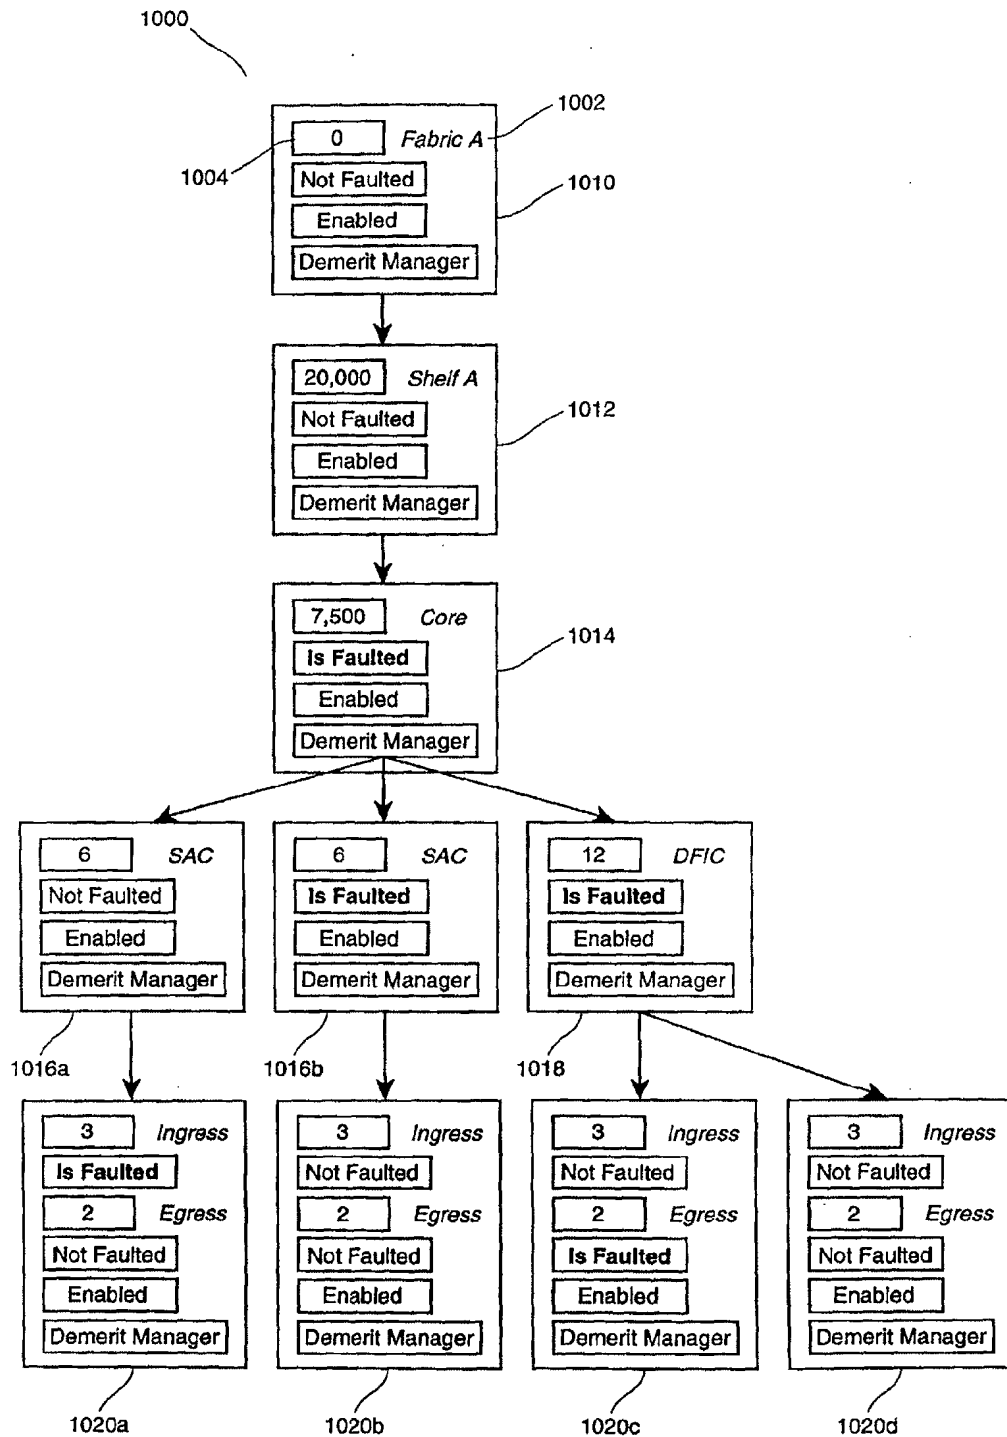 1000
1002
0 Fabric A
1004
Not Faulted
1010
Enabled
Demerit Manager
20,000 Shelf A
Not Faulted
1012
Enabled
Demerit Manager
7,500 Core
1014
Is Faulted
Enabled
Demerit Manager
6 SAC
Not Faulted
Enabled
Demerit Manager
1016a
6 SAC
Is Faulted
Enabled
Demerit Manager
1016b
12 DFIC
Is Faulted
Enabled
Demerit Manager
1018
3 Ingress
Is Faulted
2 Egress
Not Faulted
Enabled
Demerit Manager
1020a
3 Ingress
Not Faulted
2 Egress
Not Faulted
Enabled
Demerit Manager
1020b
3 Ingress
Not Faulted
2 Egress
Is Faulted
Enabled
Demerit Manager
1020c
3 Ingress
Not Faulted
2 Egress
Not Faulted
Enabled
Demerit Manager
1020d